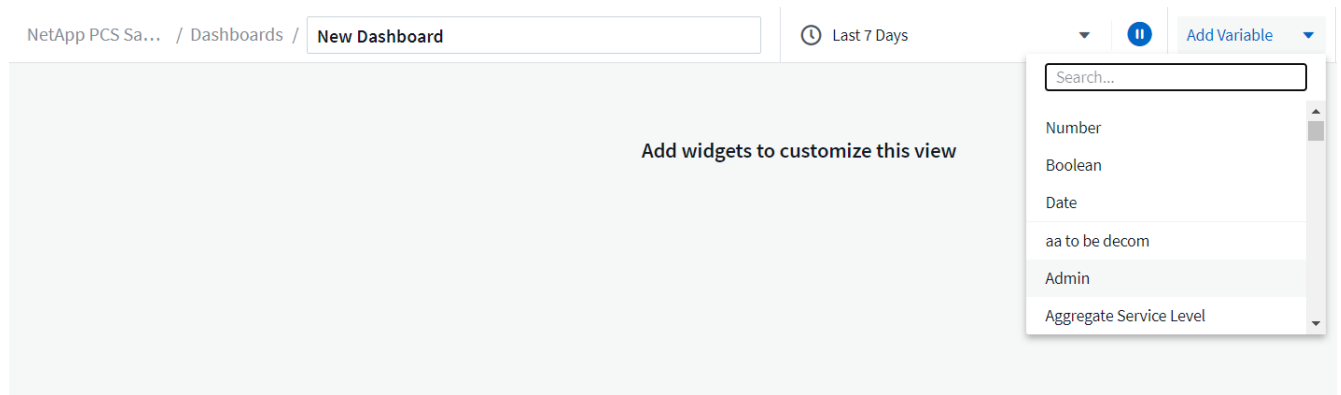 NetApp PCS Sa... / Dashboards / New Dashboard Last 7 Days Add Variable
Search...
Number
Add widgets to customize this view
Boolean
Date
aa to be decom
Admin
Aggregate Service Level